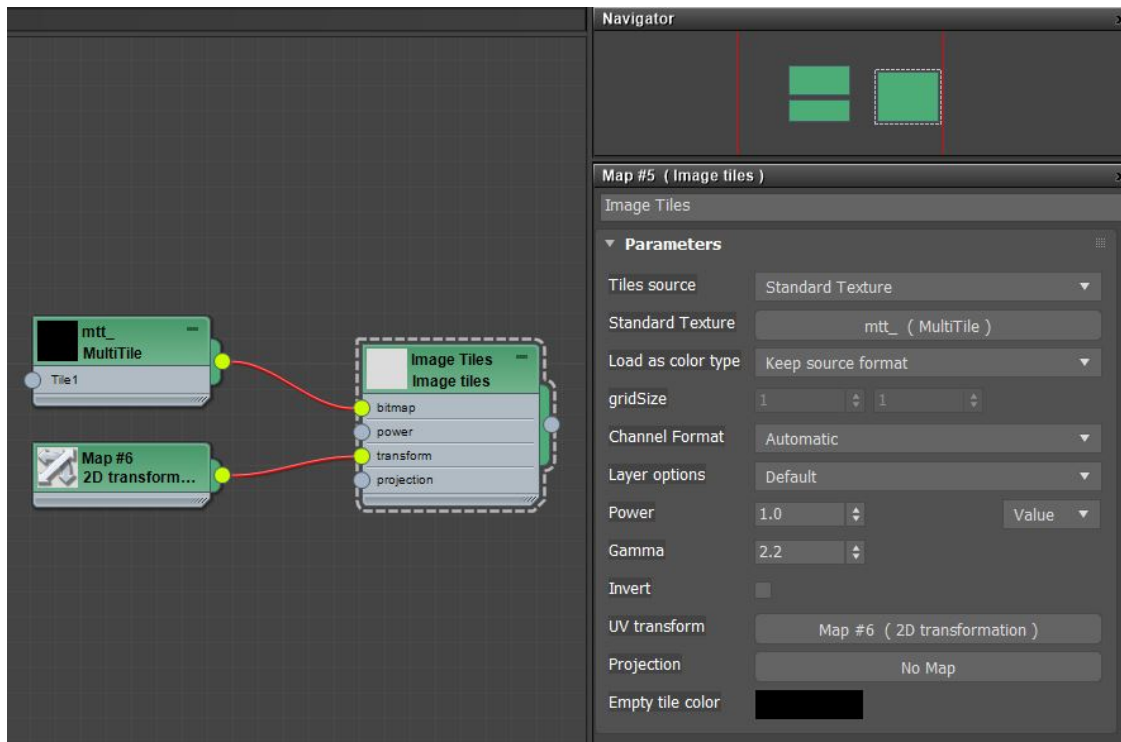 mtt_
MultiTile
Tile1
Map #6
2D transform...
Image Tiles
Image tiles
bitmap
power
transform
projection
Navigator
Map #5 ( Image tiles )
Image Tiles
Parameters
Tiles source Standard Texture
Standard Texture mtt_ ( MultiTile )
Load as color type Keep source format
gridSize 1 1
Channel Format Automatic
Layer options Default
Power 1.0 Value
Gamma 2.2
Invert
UV transform Map #6 ( 2D transformation )
Projection No Map
Empty tile color